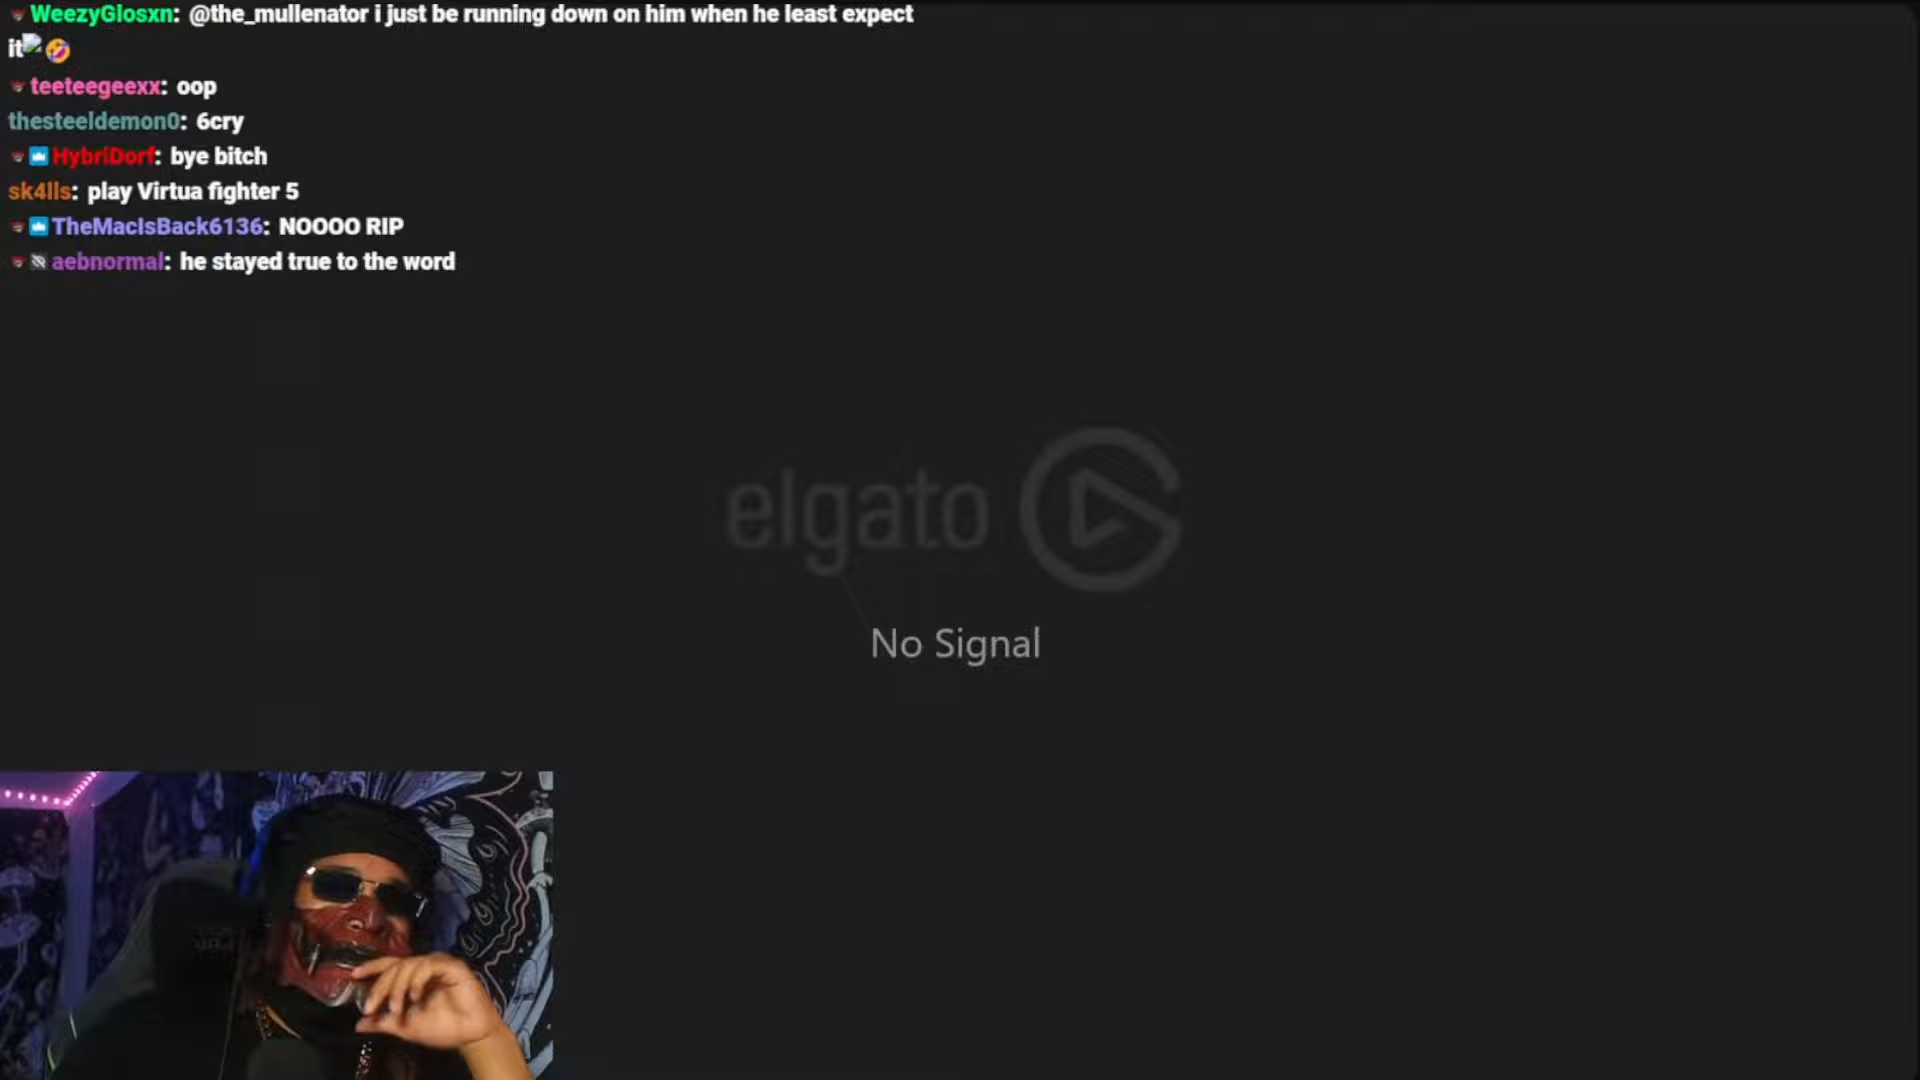 WeezyGlosxn: @the_mullenator i just be running down on him when he least expect
it🤣
teeteegeexx: oop
thesteeldemon0: 6cry
HybriDorf: bye bitch
sk4lls: play Virtua fighter 5
TheMacIsBack6136: NOOOO RIP
aebnormal: he stayed true to the word
elgato
No Signal